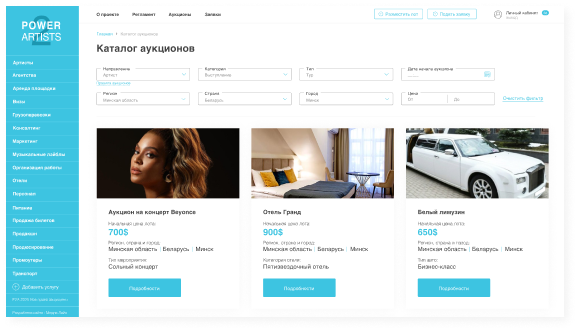 POWER
2
ARTISTS
Артисты
Агентства
Аренда площадки
Визы
Грузоперевозки
Консалтинг
Маркетинг
Музыкальные лейблы
Организация работы
Отели
Персонал
Питание
Продажа билетов
Продакшн
Продюсирование
Промоутеры
Транспорт
Добавить услугу
О проекте
Регламент
Аукционы
Заявки
Разместить лот
Подать заявку
Личный кабинет
Главная > Каталог аукционов
Каталог аукционов
Направление
Артист
Категории
Выступление
Тип
Тур
Дата начала аукциона
Регион
Минская область
Страна
Беларусь
Город
Минск
Цена
От
До
Очистить фильтр
Аукцион на концерт Beyonce
Начальная цена лота:
700$
Регион, страна и город:
Минская область | Беларусь | Минск
Тип мероприятия:
Сольный концерт
Подробности
Отель Гранд
Начальная цена лота:
900$
Регион, страна и город:
Минская область | Беларусь | Минск
Категория отеля:
Пятизвездочный отель
Подробности
Белый лимузин
Начальная цена лота:
650$
Регион, страна и город:
Минская область | Беларусь | Минск
Тип авто:
Бизнес-класс
Подробности